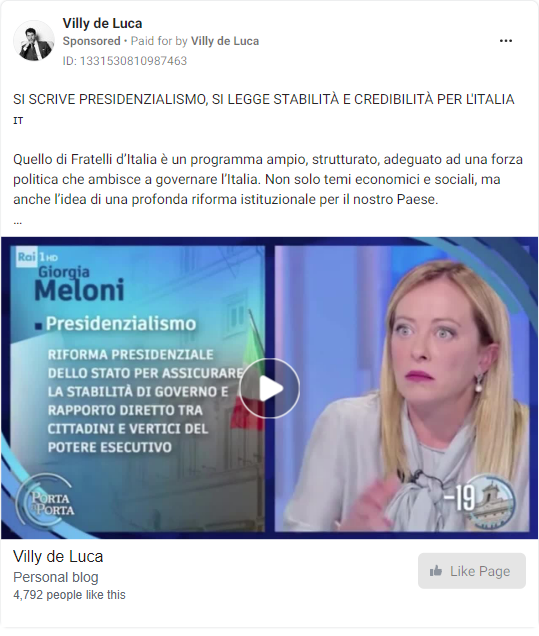 Villy de Luca
Sponsored • Paid for by Villy de Luca
ID: 1331530810987463
SI SCRIVE PRESIDENZIALISMO, SI LEGGE STABILITÀ E CREDIBILITÀ PER L'ITALIA
IT
Quello di Fratelli d’Italia è un programma ampio, strutturato, adeguato ad una forza
politica che ambisce a governare l’Italia. Non solo temi economici e sociali, ma
anche l’idea di una profonda riforma istituzionale per il nostro Paese.
...
Rai 1 HD
Giorgia
Meloni
Presidenzialismo
RIFORMA PRESIDENZIALE
DELLO STATO PER ASSICURARE
LA STABILITÀ DI GOVERNO E
RAPPORTO DIRETTO TRA
CITTADINI E VERTICI DEL
POTERE ESECUTIVO
PORTA
A PORTA
-19
Villy de Luca
Personal blog
4,792 people like this
Like Page